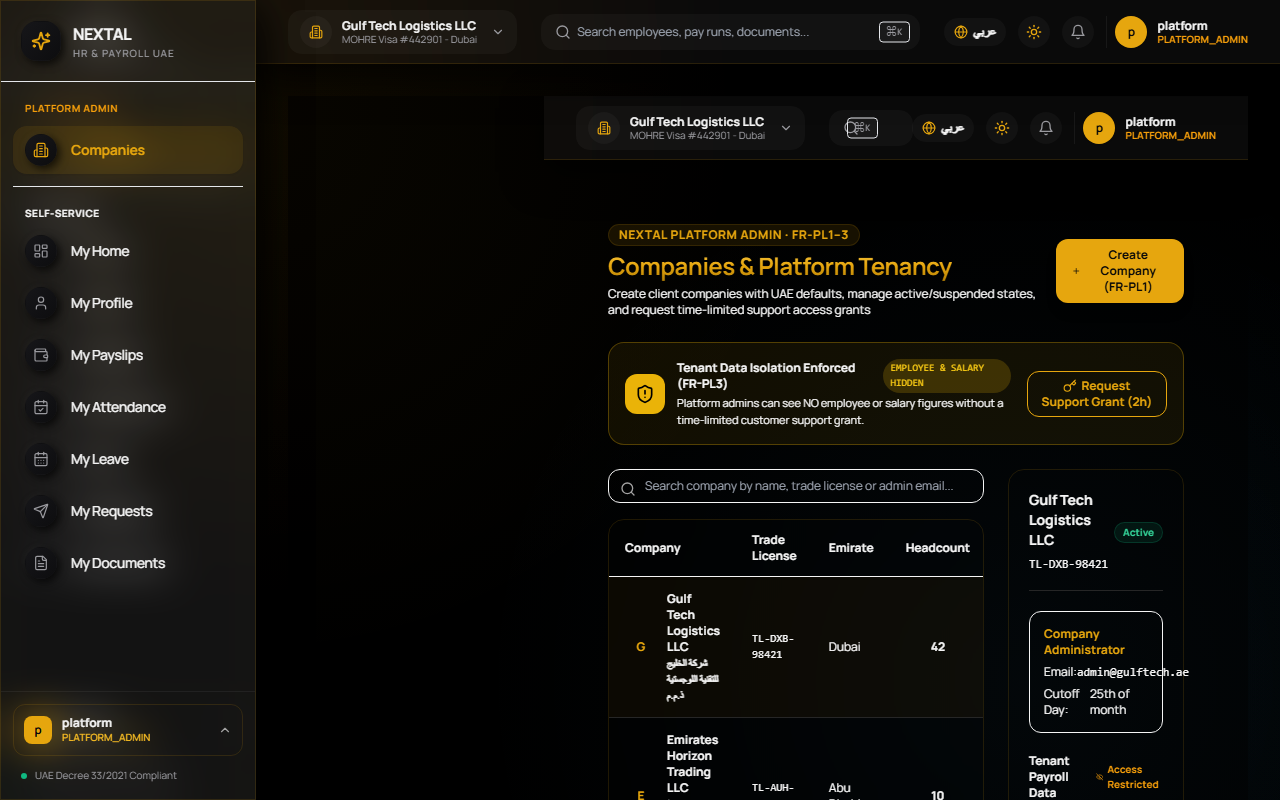 NEXTAL
HR & PAYROLL UAE
Gulf Tech Logistics LLC
MOHRE Visa #442901 - Dubai
Search employees, pay runs, documents...
⌘K
عربي
p
platform
PLATFORM_ADMIN
PLATFORM ADMIN
Companies
SELF-SERVICE
My Home
My Profile
My Payslips
My Attendance
My Leave
My Requests
My Documents
p
platform
PLATFORM_ADMIN
UAE Decree 33/2021 Compliant
Gulf Tech Logistics LLC
MOHRE Visa #442901 - Dubai
⌘K
عربي
p
platform
PLATFORM_ADMIN
NEXTAL PLATFORM ADMIN · FR-PL1–3
Companies & Platform Tenancy
Create client companies with UAE defaults, manage active/suspended states,
and request time-limited support access grants
+ Create
Company
(FR-PL1)
Tenant Data Isolation Enforced
(FR-PL3)
EMPLOYEE & SALARY
HIDDEN
Platform admins can see NO employee or salary figures without a
time-limited customer support grant.
Request
Support Grant (2h)
Search company by name, trade license or admin email...
Company
Trade
License
Emirate
Headcount
G
Gulf
Tech
Logistics
LLC
شركة الخليج
للتقنية اللوجستية
ذ.م.م
TL-DXB-
98421
Dubai
42
E
Emirates
Horizon
Trading
LLC
TL-AUH-
Abu
10
Gulf Tech
Logistics
LLC
Active
TL-DXB-98421
Company
Administrator
Email:admin@gulftech.ae
Cutoff
Day:
25th of
month
Tenant
Payroll
Data
Access
Restricted